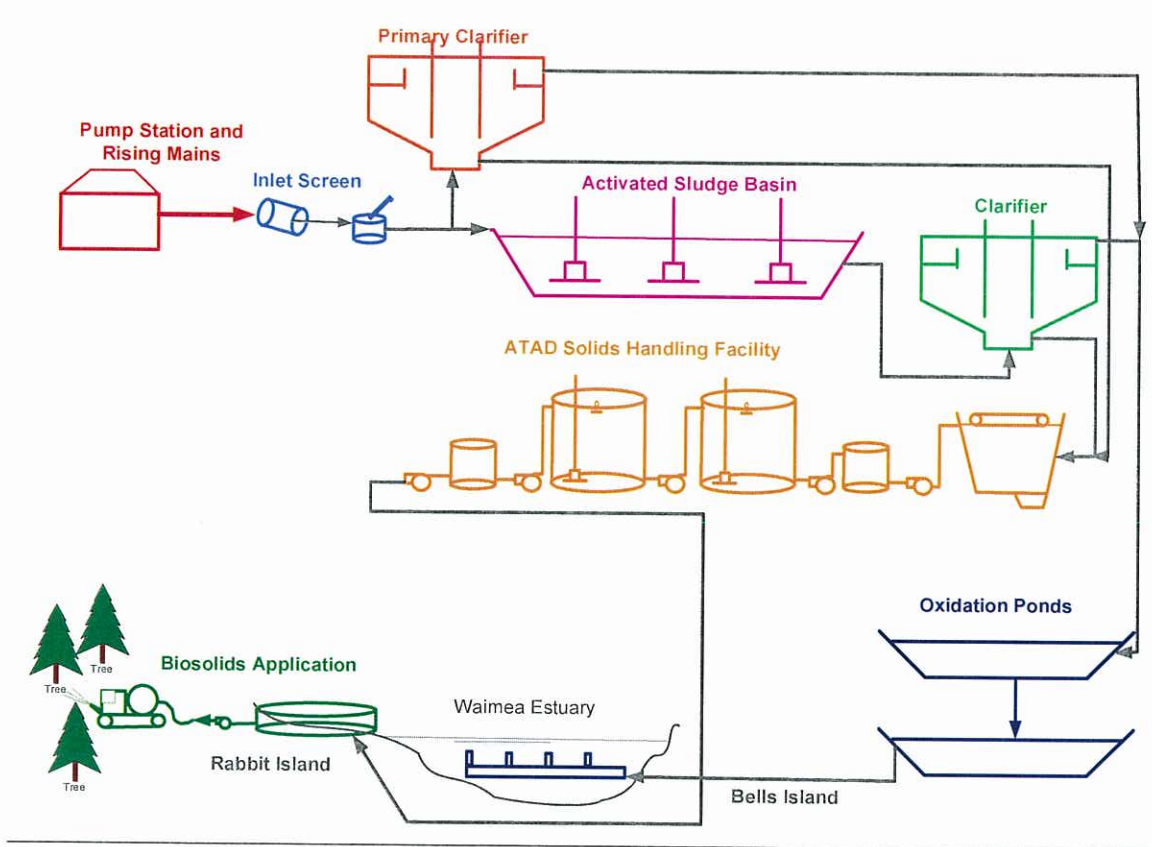 Primary Clarifier
Pump Station and
Rising Mains
Inlet Screen
Activated Sludge Basin
Clarifier
ATAD Solids Handling Facility
Oxidation Ponds
Tree
Tree
Biosolids Application
Waimea Estuary
Rabbit Island
Tree
Bells Island